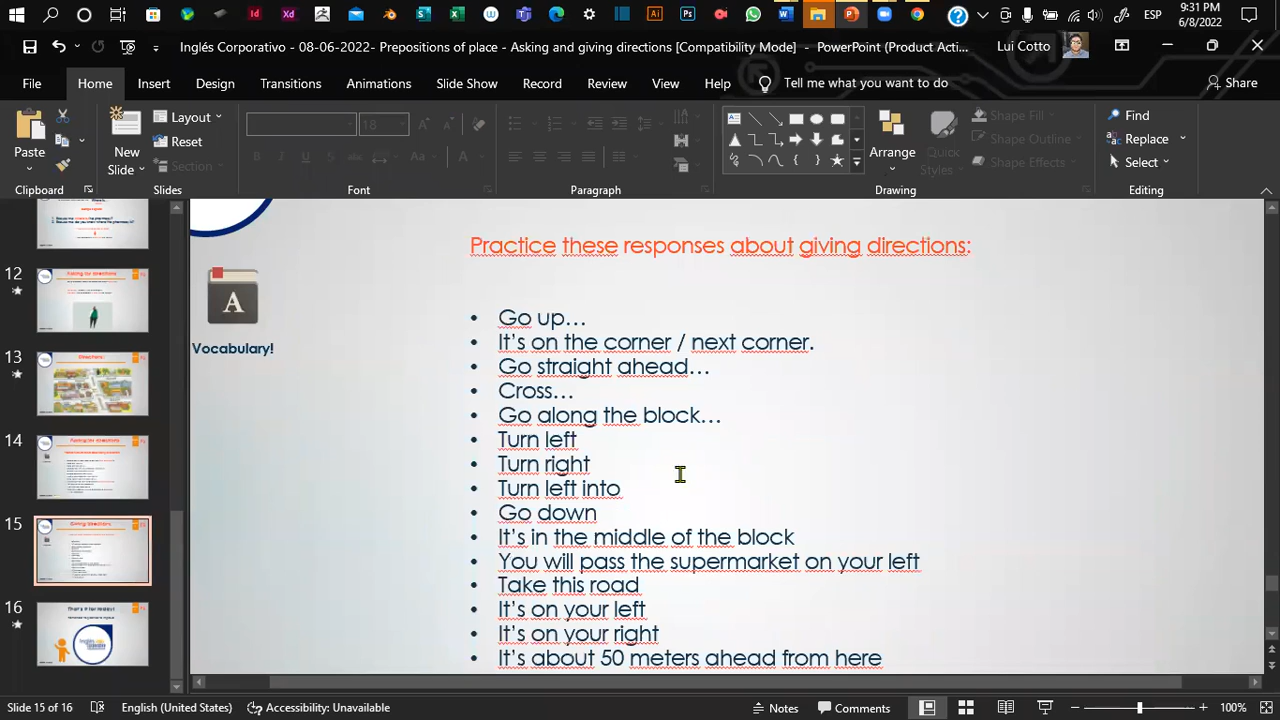 9:31 PM
ESP
6/8/2022
Inglés Corporativo - 08-06-2022- Prepositions of place - Asking and giving directions [Compatibility Mode] - PowerPoint (Product Acti...
Lui Cotto
File Home Insert Design Transitions Animations Slide Show Record Review View Help Tell me what you want to do Share
Paste
New Slide
Layout
Reset
Section
18
Arrange
Quick Styles
Shape Fill
Shape Outline
Shape Effects
Find
Replace
Select
Clipboard Slides Font Paragraph Drawing Editing
12
13
14
15
16
A
Vocabulary!
Practice these responses about giving directions:
• Go up…
• It's on the corner / next corner.
• Go straight ahead…
• Cross…
• Go along the block…
• Turn left
• Turn right
• Turn left into
• Go down
• It's in the middle of the block
• You will pass the supermarket on your left
• Take this road
• It's on your left
• It's on your right
• It's about 50 meters ahead from here
Slide 15 of 16 English (United States) Accessibility: Unavailable Notes Comments 100%